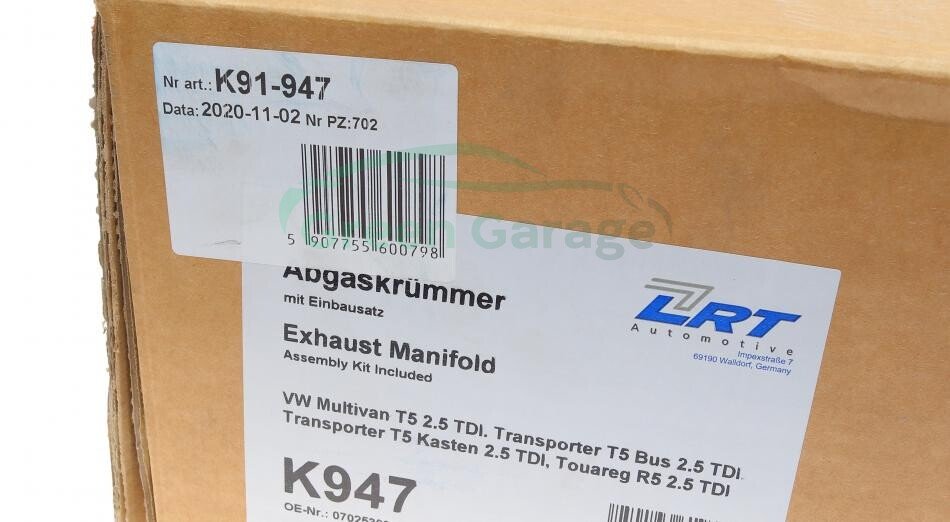 Nr art.: K91-947
Data: 2020-11-02 Nr PZ:702
5 907755 600798
Green Garage
Abgaskrümmer
mit Einbausatz
LRT
Automotive
Impexstraße 7
69190 Walldorf, Germany
Exhaust Manifold
Assembly Kit Included
VW Multivan T5 2.5 TDI. Transporter T5 Bus 2.5 TDI.
Transporter T5 Kasten 2.5 TDI, Touareg R5 2.5 TDI
K947
OE-Nr.: